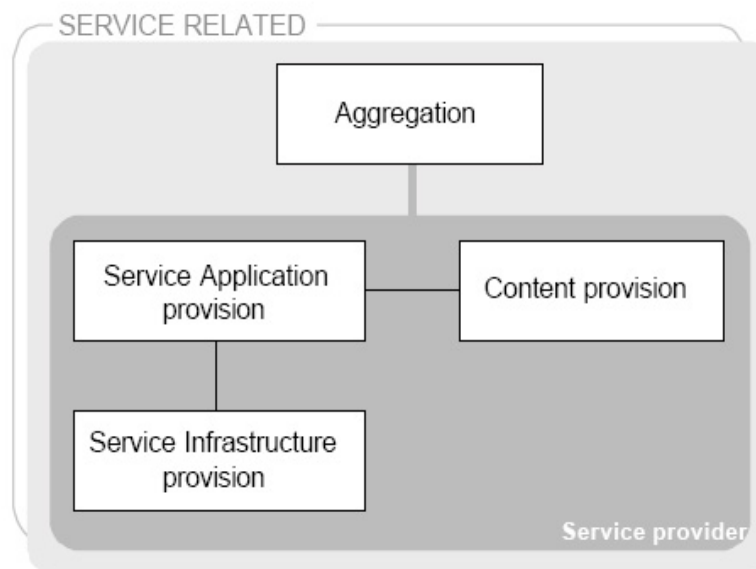 SERVICE RELATED
Aggregation
Service Application
provision
Content provision
Service Infrastructure
provision
Service provider